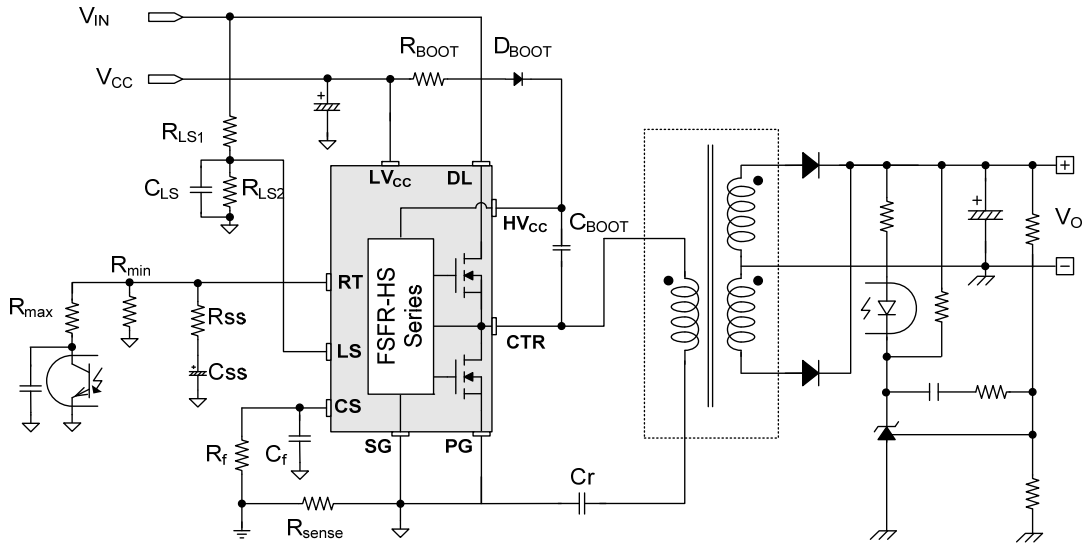 VIN
RBOOT
DBOOT
VCC
+
RLS1
CLS
RLS2
LVCC
DL
HVCC
CBOOT
FSFR-HS
Series
RT
LS
CS
CTR
SG
PG
Rmin
Rmax
Rss
Css
+
Rf
Cf
Rsense
Cr
+
+
VO
−